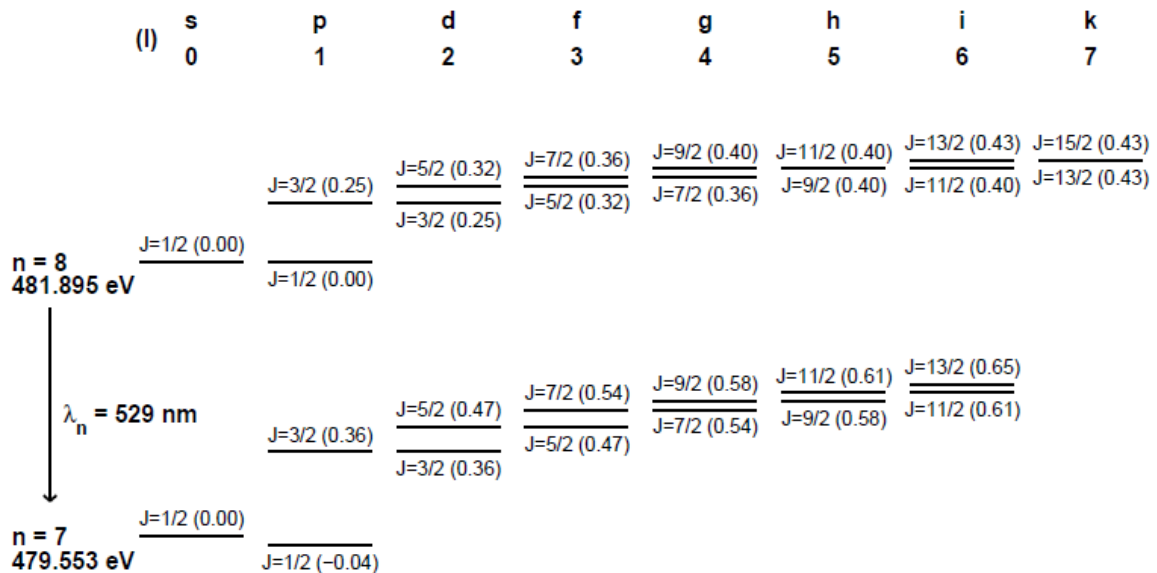 s p d f g h i k
(l) 0 1 2 3 4 5 6 7
J=13/2 (0.43) J=15/2 (0.43)
J=7/2 (0.36) J=9/2 (0.40) J=11/2 (0.40)
J=5/2 (0.32)
J=3/2 (0.25)
J=9/2 (0.40) J=11/2 (0.40) J=13/2 (0.43)
J=5/2 (0.32) J=7/2 (0.36)
J=3/2 (0.25)
J=1/2 (0.00)
n = 8
J=1/2 (0.00)
481.895 eV
λn = 529 nm
J=13/2 (0.65)
J=9/2 (0.58) J=11/2 (0.61)
J=7/2 (0.54)
J=5/2 (0.47)
J=3/2 (0.36)
J=9/2 (0.58) J=11/2 (0.61)
J=7/2 (0.54)
J=5/2 (0.47)
J=3/2 (0.36)
J=1/2 (0.00)
n = 7
479.553 eV
J=1/2 (−0.04)